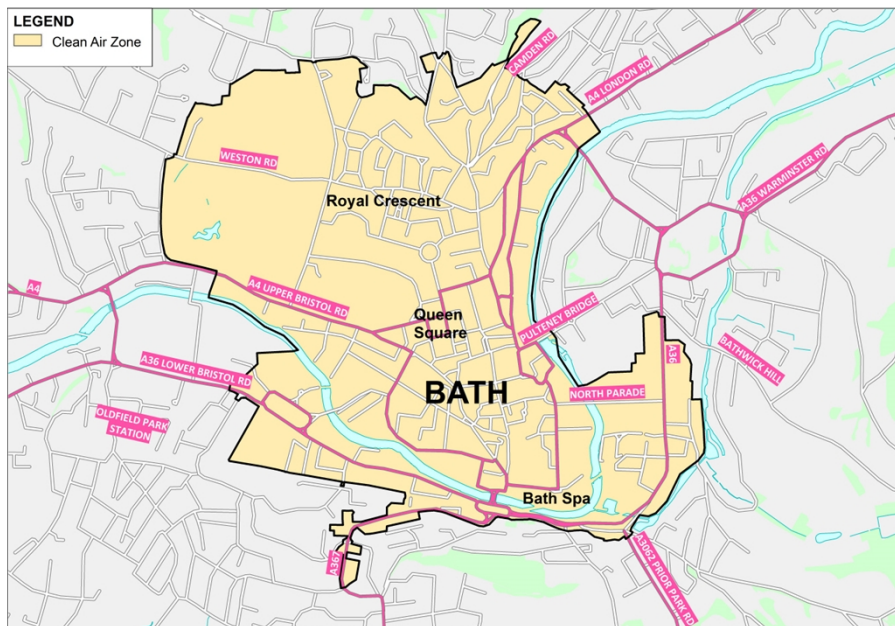 LEGEND
Clean Air Zone
CAMDEN RD
A4 LONDON RD
WESTON RD
A36 WARMINSTER RD
Royal Crescent
A4
A4 UPPER BRISTOL RD
Queen
Square
PULTENEY BRIDGE
A36
BATHWICK HILL
A36 LOWER BRISTOL RD
BATH
NORTH PARADE
OLDFIELD PARK
STATION
Bath Spa
A367
A3062 PRIOR PARK RD